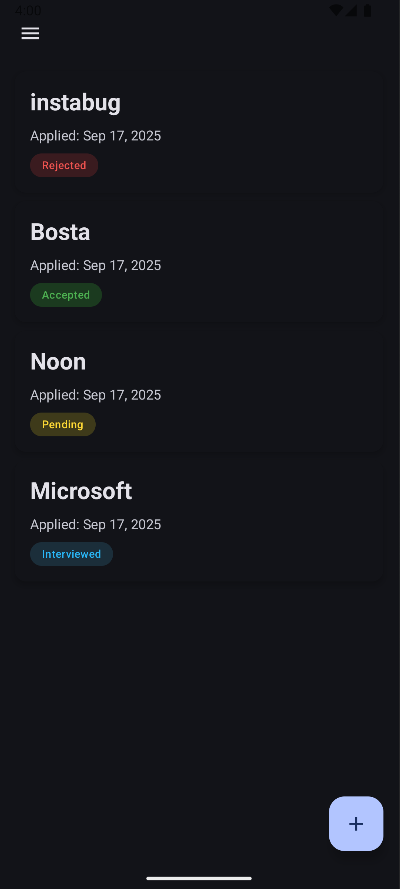 4:00
instabug
Applied: Sep 17, 2025
Rejected
Bosta
Applied: Sep 17, 2025
Accepted
Noon
Applied: Sep 17, 2025
Pending
Microsoft
Applied: Sep 17, 2025
Interviewed